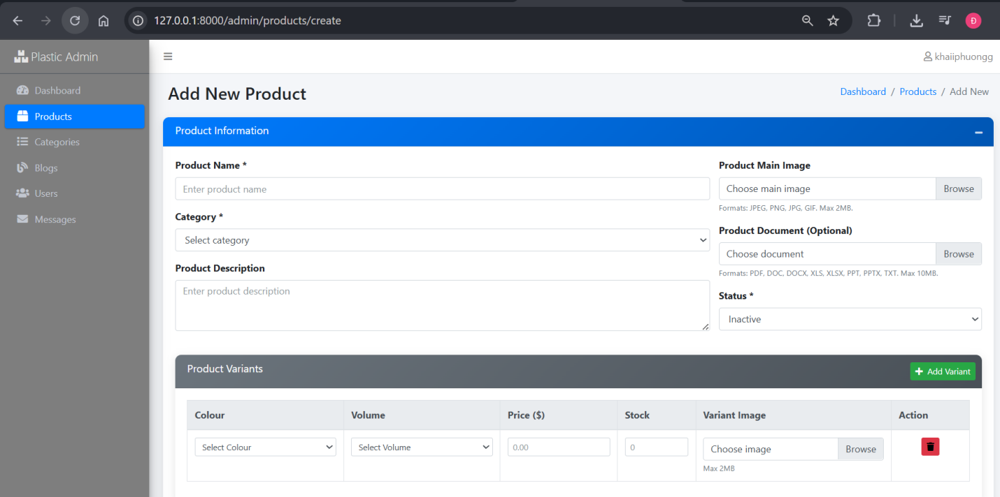 127.0.0.1:8000/admin/products/create
Đ
Plastic Admin
khaiiphuongg
Dashboard
Products
Categories
Blogs
Users
Messages
Add New Product
Dashboard / Products / Add New
Product Information
Product Name *
Enter product name
Category *
Select category
Product Description
Enter product description
Product Main Image
Choose main image Browse
Formats: JPEG, PNG, JPG, GIF. Max 2MB.
Product Document (Optional)
Choose document Browse
Formats: PDF, DOC, DOCX, XLS, XLSX, PPT, PPTX, TXT. Max 10MB.
Status *
Inactive
Product Variants
Add Variant
Colour Volume Price ($) Stock Variant Image Action
Select Colour Select Volume 0.00 0 Choose image Browse
Max 2MB